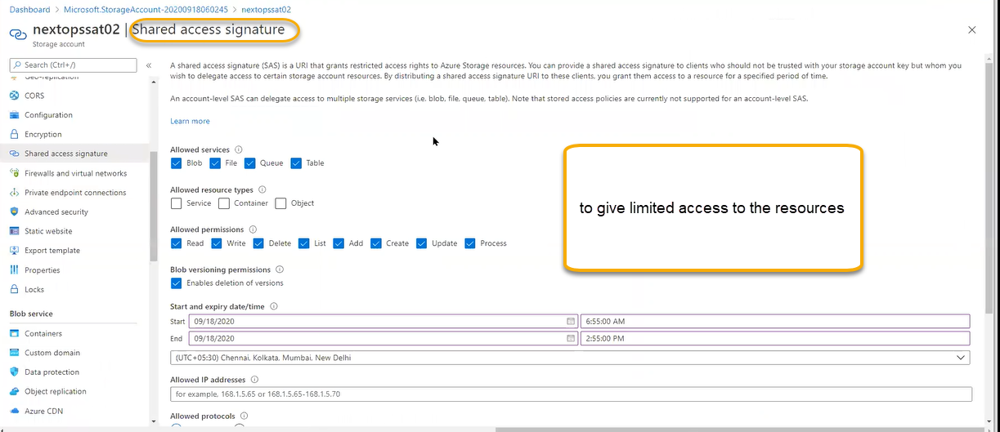 Dashboard > Microsoft.StorageAccount-20200918060245 > nextopssat02
nextopssat02 | Shared access signature
Storage account
Search (Ctrl+/)
Geo-replication
CORS
Configuration
Encryption
Shared access signature
Firewalls and virtual networks
Private endpoint connections
Advanced security
Static website
Export template
Properties
Locks
Blob service
Containers
Custom domain
Data protection
Object replication
Azure CDN
A shared access signature (SAS) is a URI that grants restricted access rights to Azure Storage resources. You can provide a shared access signature to clients who should not be trusted with your storage account key but whom you
wish to delegate access to certain storage account resources. By distributing a shared access signature URI to these clients, you grant them access to a resource for a specified period of time.
An account-level SAS can delegate access to multiple storage services (i.e. blob, file, queue, table). Note that stored access policies are currently not supported for an account-level SAS.
Learn more
Allowed services
Blob File Queue Table
Allowed resource types
Service Container Object
Allowed permissions
Read Write Delete List Add Create Update Process
Blob versioning permissions
Enables deletion of versions
Start and expiry date/time
Start 09/18/2020 6:55:00 AM
End 09/18/2020 2:55:00 PM
(UTC+05:30) Chennai, Kolkata, Mumbai, New Delhi
Allowed IP addresses
for example, 168.1.5.65 or 168.1.5.65-168.1.5.70
Allowed protocols
to give limited access to the resources